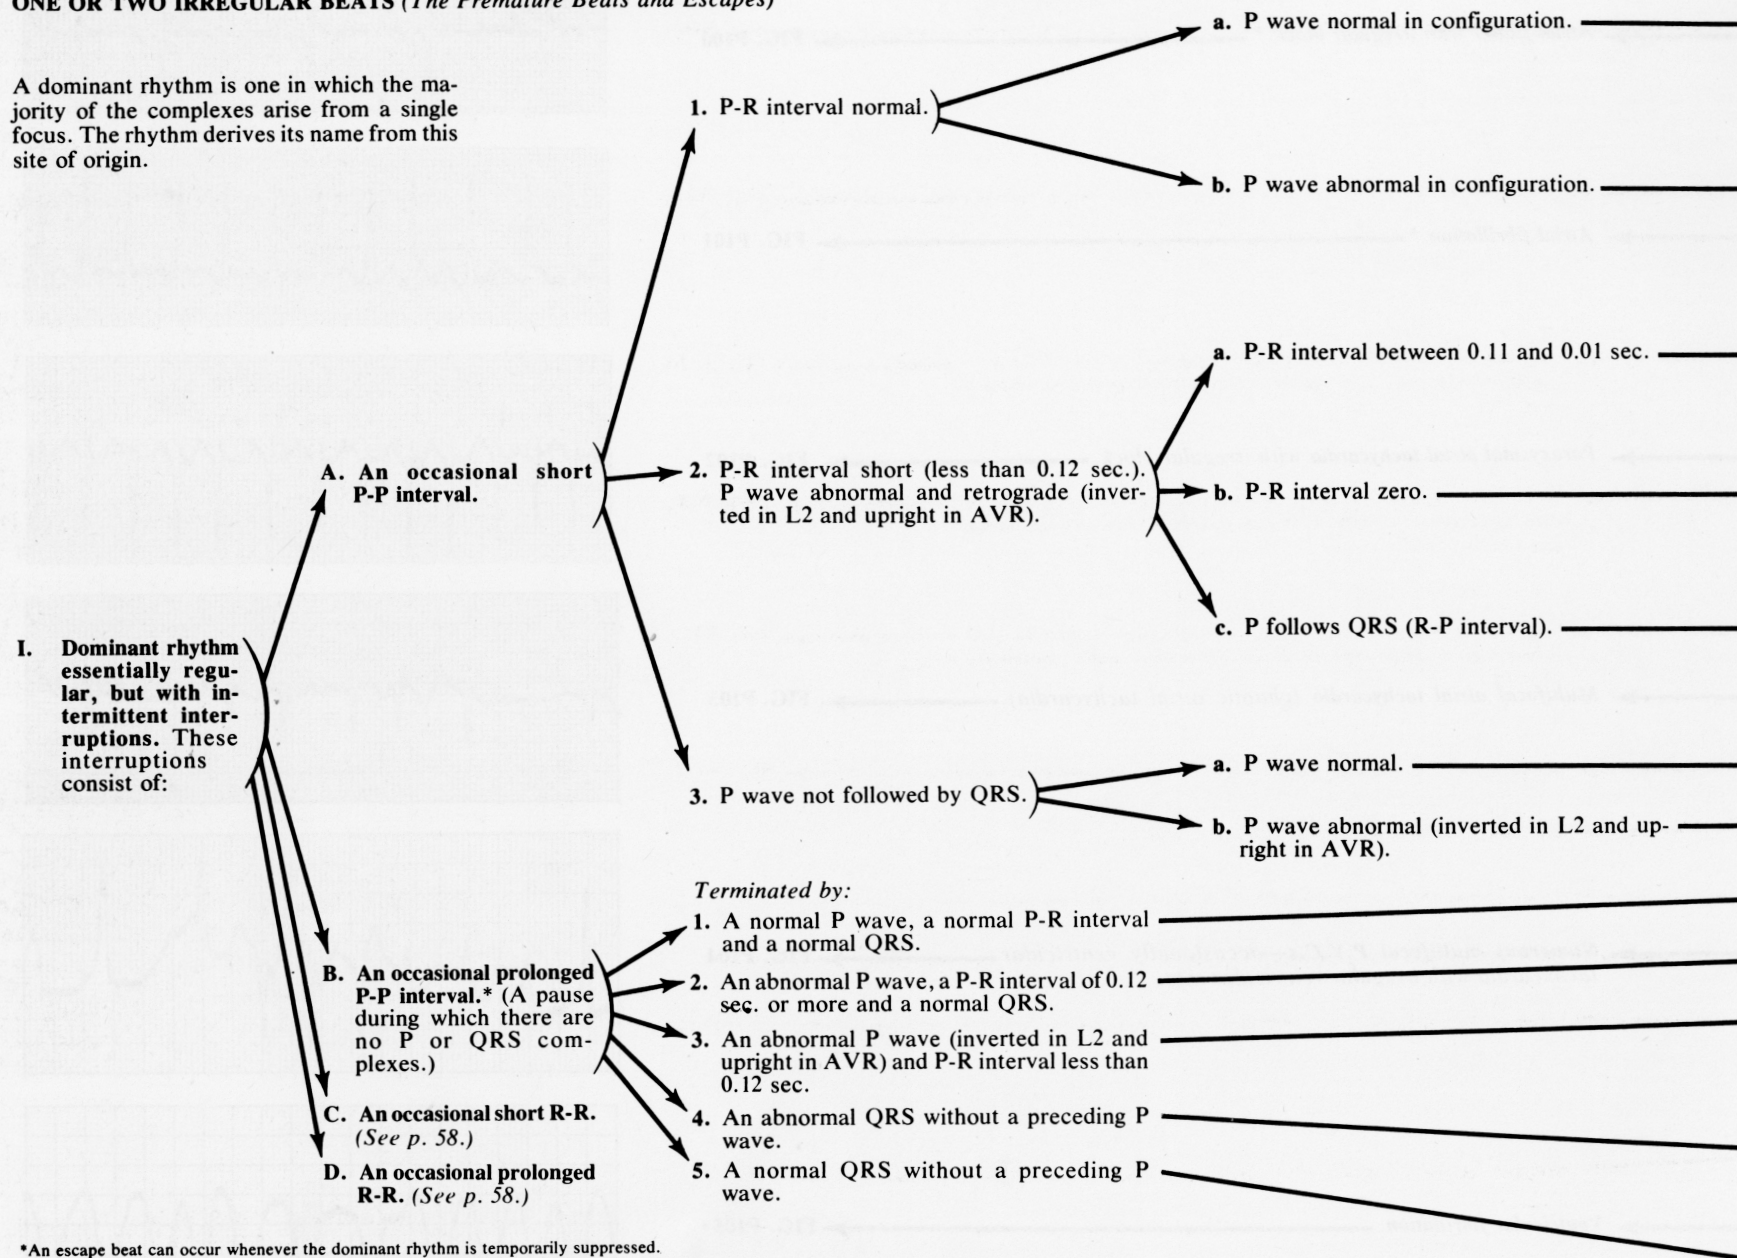 ONE OR TWO IRREGULAR BEATS (The Premature Beats and Escapes)
A dominant rhythm is one in which the ma-
jority of the complexes arise from a single
focus. The rhythm derives its name from this
site of origin.
I. Dominant rhythm
essentially regu-
lar, but with in-
termittent inter-
ruptions. These
interruptions
consist of:
A. An occasional short
P-P interval.
1. P-R interval normal.
a. P wave normal in configuration.
b. P wave abnormal in configuration.
2. P-R interval short (less than 0.12 sec.).
P wave abnormal and retrograde (inver-
ted in L2 and upright in AVR).
a. P-R interval between 0.11 and 0.01 sec.
b. P-R interval zero.
c. P follows QRS (R-P interval).
3. P wave not followed by QRS.
a. P wave normal.
b. P wave abnormal (inverted in L2 and up-
right in AVR).
B. An occasional prolonged
P-P interval.* (A pause
during which there are
no P or QRS com-
plexes.)
Terminated by:
1. A normal P wave, a normal P-R interval
and a normal QRS.
2. An abnormal P wave, a P-R interval of 0.12
sec. or more and a normal QRS.
3. An abnormal P wave (inverted in L2 and
upright in AVR) and P-R interval less than
0.12 sec.
4. An abnormal QRS without a preceding P
wave.
5. A normal QRS without a preceding P
wave.
C. An occasional short R-R.
(See p. 58.)
D. An occasional prolonged
R-R. (See p. 58.)
*An escape beat can occur whenever the dominant rhythm is temporarily suppressed.